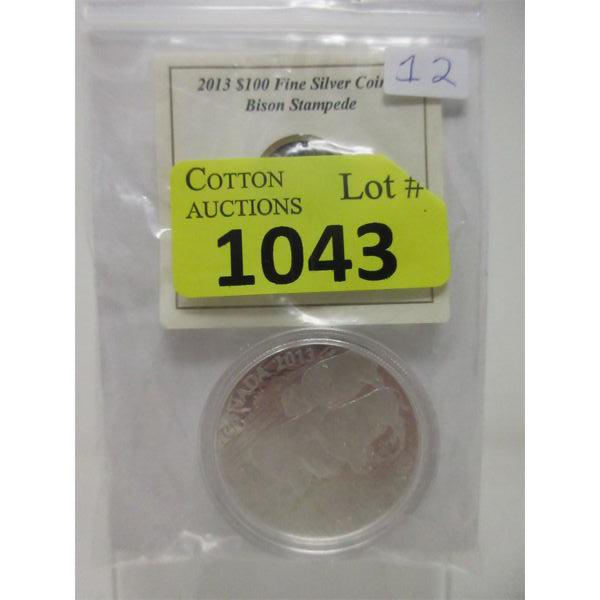 2013 $100 Fine Silver Coin
Bison Stampede
12
COTTON
AUCTIONS
Lot #
1043
CANADA 2013